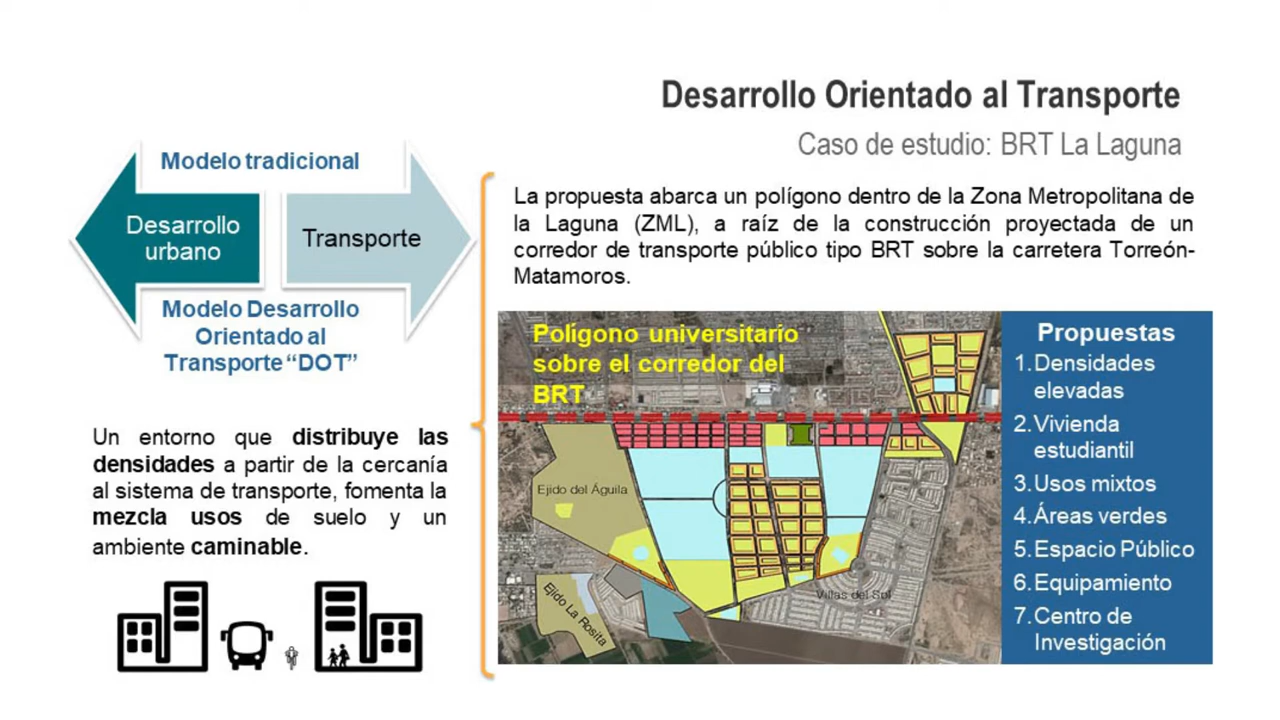 Desarrollo Orientado al Transporte
Caso de estudio: BRT La Laguna
Modelo tradicional
Desarrollo
urbano
Transporte
Modelo Desarrollo
Orientado al
Transporte “DOT”
Un entorno que distribuye las
densidades a partir de la cercanía
al sistema de transporte, fomenta la
mezcla usos de suelo y un
ambiente caminable.
La propuesta abarca un polígono dentro de la Zona Metropolitana de
la Laguna (ZML), a raíz de la construcción proyectada de un
corredor de transporte público tipo BRT sobre la carretera Torreón-
Matamoros.
Polígono universitario
sobre el corredor del
BRT
Ejido del Águila
Ejido La Rosita
Villas del Sol
Propuestas
1.Densidades
elevadas
2.Vivienda
estudiantil
3.Usos mixtos
4.Áreas verdes
5.Espacio Público
6.Equipamiento
7.Centro de
Investigación